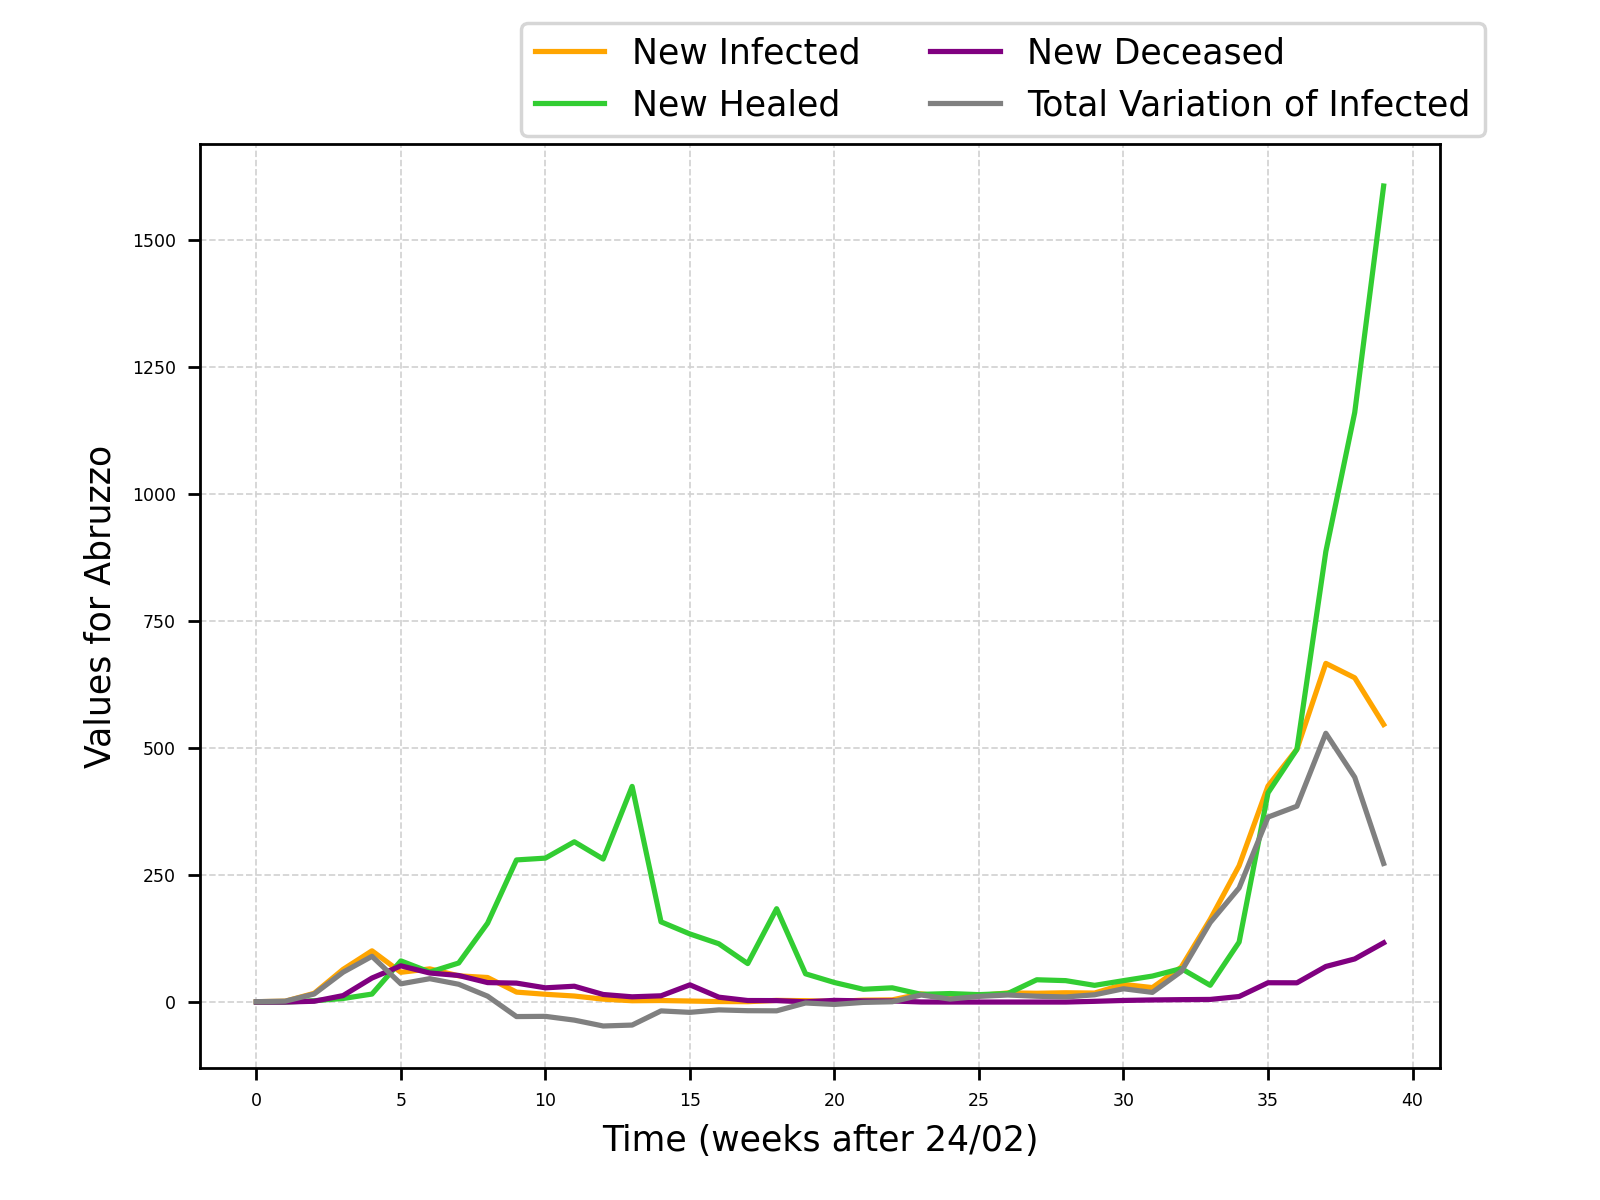 New Infected
New Healed
New Deceased
Total Variation of Infected
1500
1250
1000
750
500
250
0
Values for Abruzzo
0 5 10 15 20 25 30 35 40
Time (weeks after 24/02)